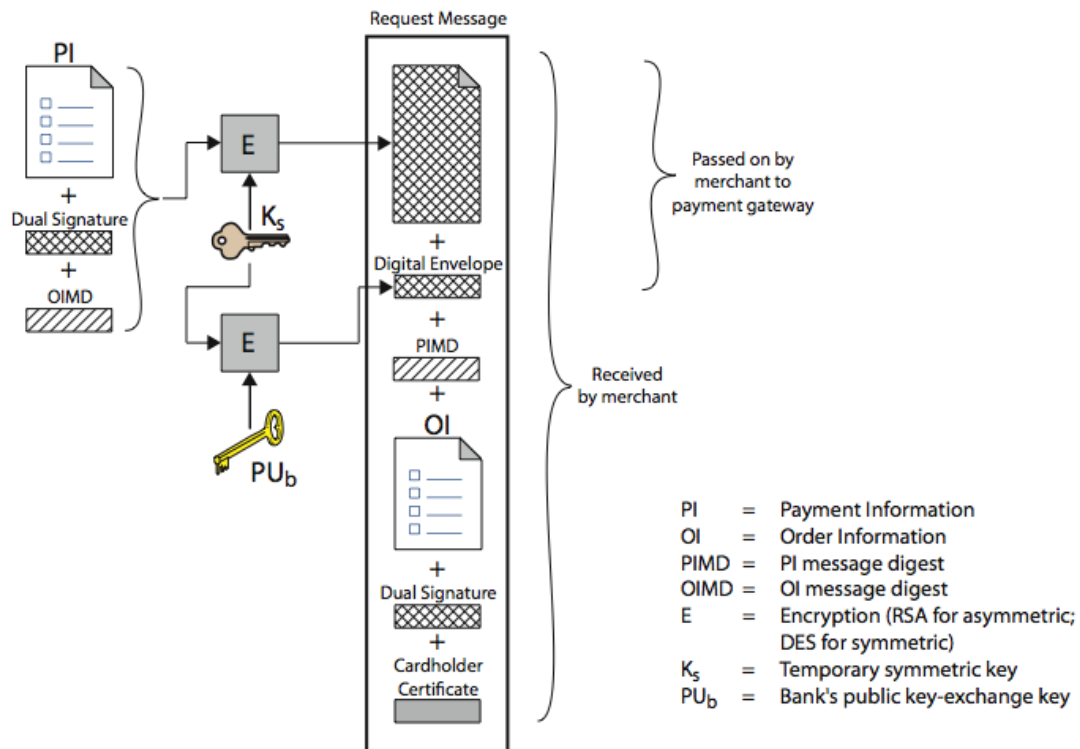 Request Message
PI
+
Dual Signature
+
OIMD
E
Ks
E
PUb
+
Digital Envelope
+
PIMD
+
OI
+
Dual Signature
+
Cardholder
Certificate
Passed on by
merchant to
payment gateway
Received
by merchant
PI = Payment Information
OI = Order Information
PIMD = PI message digest
OIMD = OI message digest
E = Encryption (RSA for asymmetric;
DES for symmetric)
Ks = Temporary symmetric key
PUb = Bank's public key-exchange key